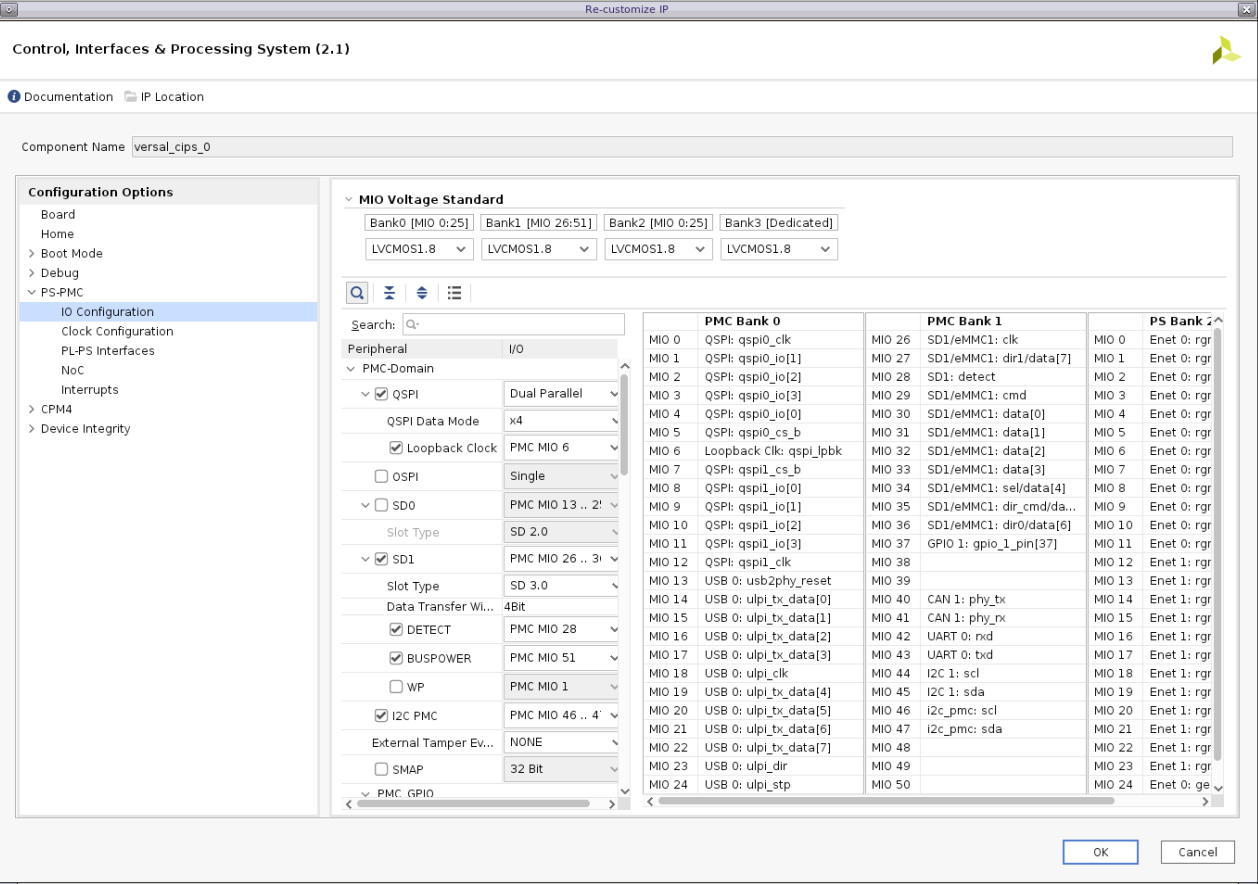 Re-customize IP
Control, Interfaces & Processing System (2.1)
Documentation IP Location
Component Name versal_cips_0
Configuration Options
Board
Home
Boot Mode
Debug
PS-PMC
IO Configuration
Clock Configuration
PL-PS Interfaces
NoC
Interrupts
CPM4
Device Integrity
MIO Voltage Standard
Bank0 [MIO 0:25] Bank1 [MIO 26:51] Bank2 [MIO 0:25] Bank3 [Dedicated]
LVCMOS1.8 LVCMOS1.8 LVCMOS1.8 LVCMOS1.8
Search: Q-
Peripheral I/O
PMC-Domain
QSPI Dual Parallel
QSPI Data Mode x4
Loopback Clock PMC MIO 6
OSPI Single
SD0 PMC MIO 13 ..
Slot Type SD 2.0
SD1 PMC MIO 26 ..
Slot Type SD 3.0
Data Transfer Wi... 4Bit
DETECT PMC MIO 28
BUSPOWER PMC MIO 51
WP PMC MIO 1
I2C PMC PMC MIO 46 ..
External Tamper Ev... NONE
SMAP 32 Bit
PMC GPIO
PMC Bank 0 PMC Bank 1 PS Bank 2
MIO 0 QSPI: qspi0_clk MIO 26 SD1/eMMC1: clk MIO 0 Enet 0: rgr
MIO 1 QSPI: qspi0_io[1] MIO 27 SD1/eMMC1: dir1/data[7] MIO 1 Enet 0: rgr
MIO 2 QSPI: qspi0_io[2] MIO 28 SD1: detect MIO 2 Enet 0: rgr
MIO 3 QSPI: qspi0_io[3] MIO 29 SD1/eMMC1: cmd MIO 3 Enet 0: rgr
MIO 4 QSPI: qspi0_io[0] MIO 30 SD1/eMMC1: data[0] MIO 4 Enet 0: rgr
MIO 5 QSPI: qspi0_cs_b MIO 31 SD1/eMMC1: data[1] MIO 5 Enet 0: rgr
MIO 6 Loopback Clk: qspi_lpbk MIO 32 SD1/eMMC1: data[2] MIO 6 Enet 0: rgr
MIO 7 QSPI: qspi1_cs_b MIO 33 SD1/eMMC1: data[3] MIO 7 Enet 0: rgr
MIO 8 QSPI: qspi1_io[0] MIO 34 SD1/eMMC1: sel/data[4] MIO 8 Enet 0: rgr
MIO 9 QSPI: qspi1_io[1] MIO 35 SD1/eMMC1: dir_cmd/da... MIO 9 Enet 0: rgr
MIO 10 QSPI: qspi1_io[2] MIO 36 SD1/eMMC1: dir0/data[6] MIO 10 Enet 0: rgr
MIO 11 QSPI: qspi1_io[3] MIO 37 GPIO 1: gpio_1_pin[37] MIO 11 Enet 0: rgr
MIO 12 QSPI: qspi1_clk MIO 38 MIO 12 Enet 1: rgr
MIO 13 USB 0: usb2phy_reset MIO 39 MIO 13 Enet 1: rgr
MIO 14 USB 0: ulpi_tx_data[0] MIO 40 CAN 1: phy_tx MIO 14 Enet 1: rgr
MIO 15 USB 0: ulpi_tx_data[1] MIO 41 CAN 1: phy_rx MIO 15 Enet 1: rgr
MIO 16 USB 0: ulpi_tx_data[2] MIO 42 UART 0: rxd MIO 16 Enet 1: rgr
MIO 17 USB 0: ulpi_tx_data[3] MIO 43 UART 0: txd MIO 17 Enet 1: rgr
MIO 18 USB 0: ulpi_clk MIO 44 I2C 1: scl MIO 18 Enet 1: rgr
MIO 19 USB 0: ulpi_tx_data[4] MIO 45 I2C 1: sda MIO 19 Enet 1: rgr
MIO 20 USB 0: ulpi_tx_data[5] MIO 46 i2c_pmc: scl MIO 20 Enet 1: rgr
MIO 21 USB 0: ulpi_tx_data[6] MIO 47 i2c_pmc: sda MIO 21 Enet 1: rgr
MIO 22 USB 0: ulpi_tx_data[7] MIO 48 MIO 22 Enet 1: rgr
MIO 23 USB 0: ulpi_dir MIO 49 MIO 23 Enet 1: rgr
MIO 24 USB 0: ulpi_stp MIO 50 MIO 24 Enet 0: ge
OK Cancel